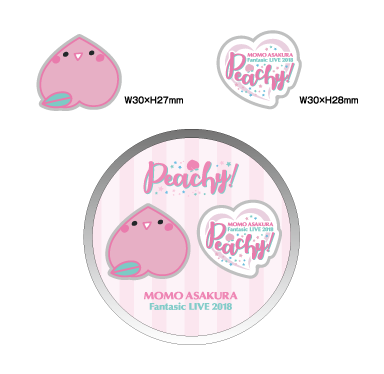 MOMO ASAKURA
Fantasic LIVE 2018
Peachy!
W30×H27mm
W30×H28mm
Peachy!
MOMO ASAKURA
Fantasic LIVE 2018
Peachy!
MOMO ASAKURA
Fantasic LIVE 2018